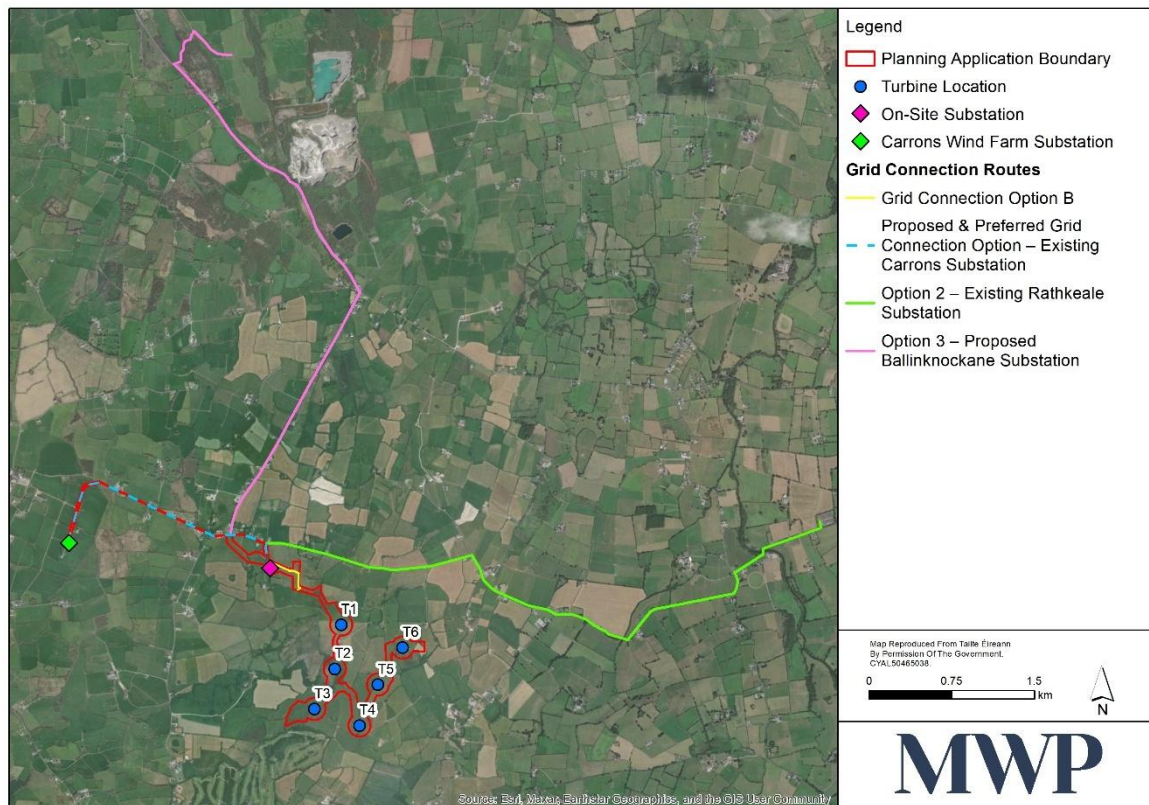 Legend
Planning Application Boundary
Turbine Location
On-Site Substation
Carrons Wind Farm Substation
Grid Connection Routes
Grid Connection Option B
Proposed & Preferred Grid
Connection Option – Existing
Carrons Substation
Option 2 – Existing Rathkeale
Substation
Option 3 – Proposed
Ballinknockane Substation
T1
T6
T2
T5
T3
T4
Map Reproduced From Tailte Éireann
By Permission Of The Government.
CYAL50465038.
0 0.75 1.5
km
N
MWP
Source: Esri, Maxar, Earthstar Geographics, and the GIS User Community